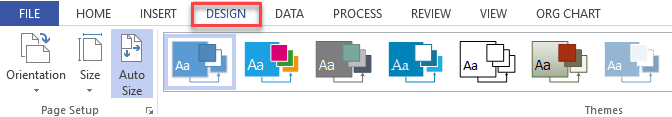 FILE HOME INSERT DESIGN DATA PROCESS REVIEW VIEW ORG CHART
Aa Aa Aa Aa Aa Aa Aa
Orientation Size Auto
Size
Page Setup Themes